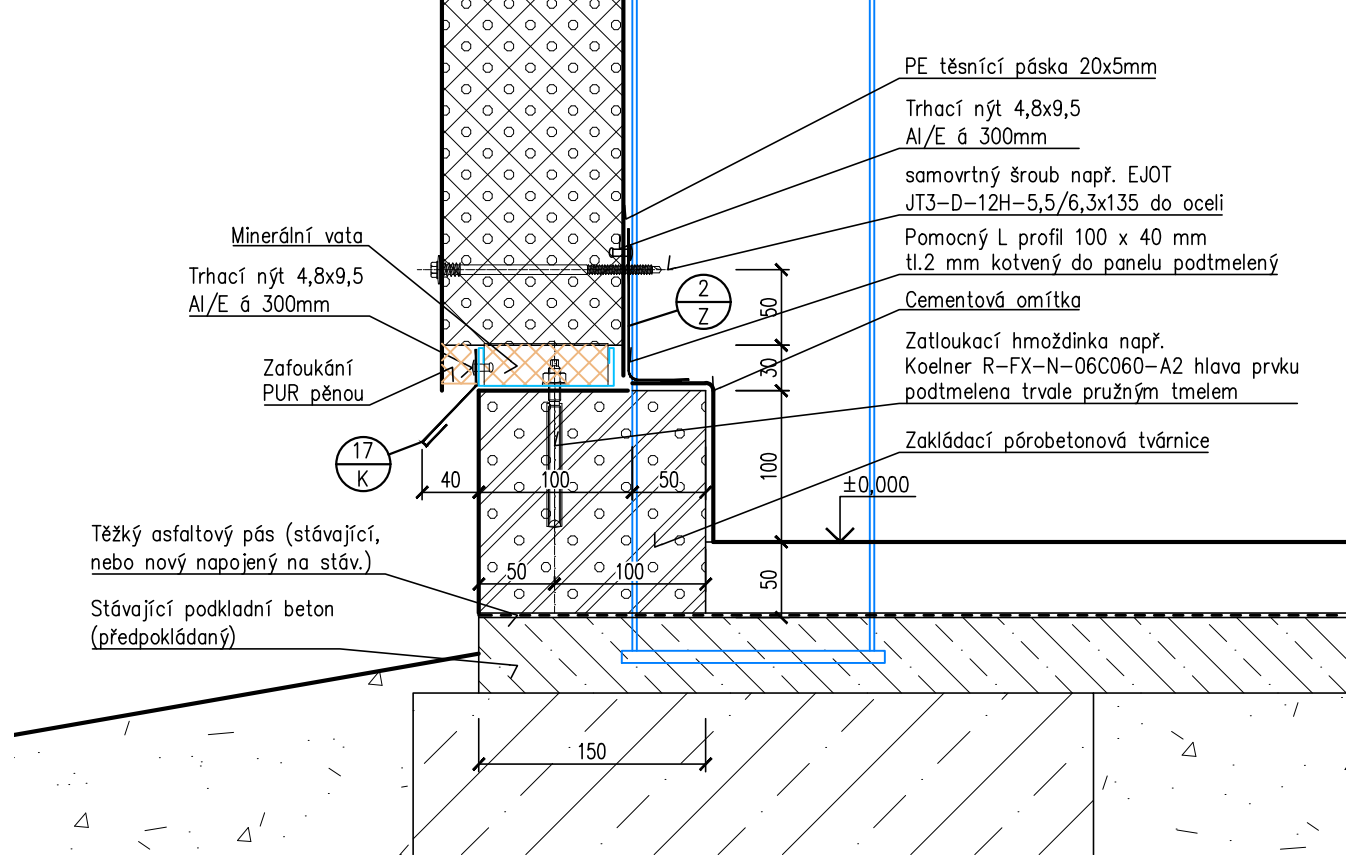 PE těsnící páska 20x5mm
Trhací nýt 4,8x9,5
Al/E á 300mm
samovrtný šroub např. EJOT
JT3-D-12H-5,5/6,3x135 do oceli
Pomocný L profil 100 x 40 mm
tl.2 mm kotvený do panelu podtmelený
Cementová omítka
Zatloukací hmoždinka např.
Koelner R-FX-N-06C060-A2 hlava prvku
podtmelena trvale pružným tmelem
Zakládací pórobetonová tvárnice
±0,000
Minerální vata
Trhací nýt 4,8x9,5
Al/E á 300mm
Zafoukání
PUR pěnou
17
K
2
Z
50
30
100
50
40
100
50
50
100
Těžký asfaltový pás (stávající,
nebo nový napojený na stáv.)
Stávající podkladní beton
(předpokládaný)
150